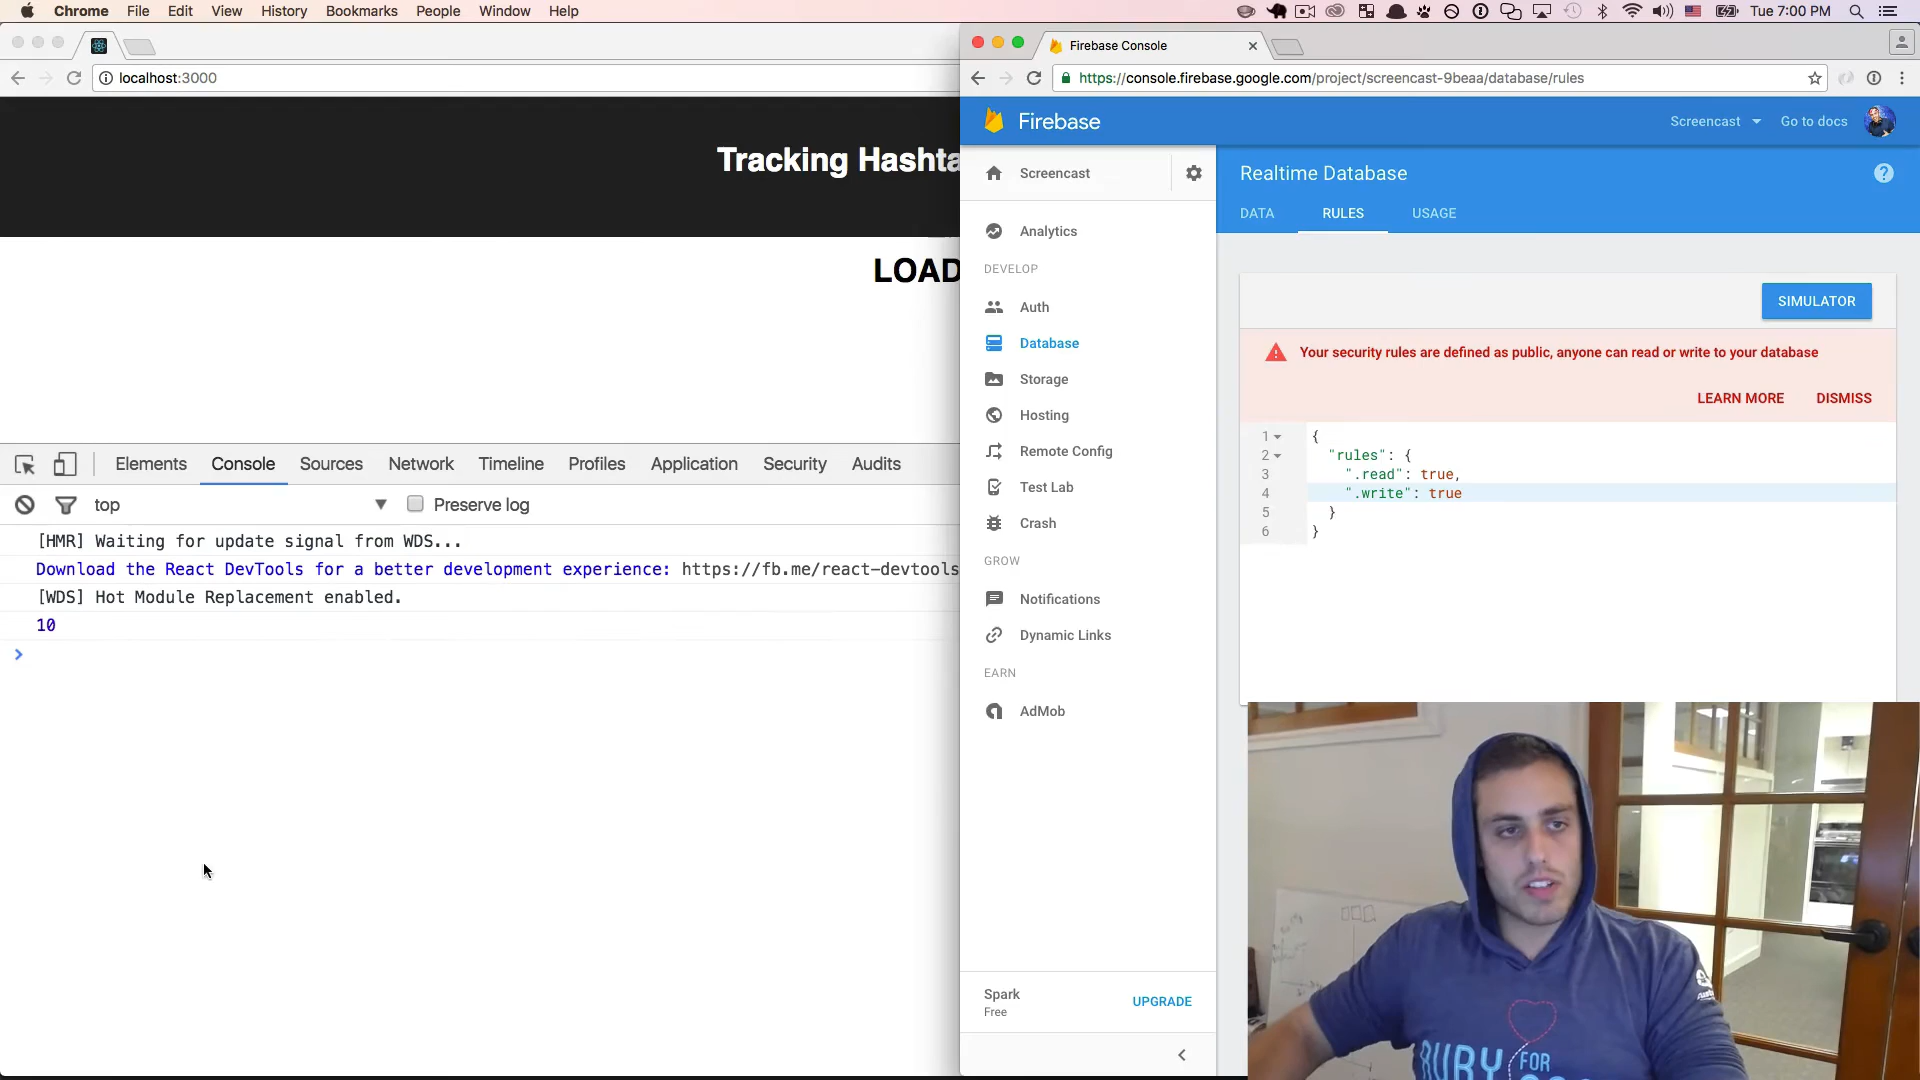 Chrome File Edit View History Bookmarks People Window Help
Tue 7:00 PM
localhost:3000
Tracking Hashta
LOAD
Elements Console Sources Network Timeline Profiles Application Security Audits
top
Preserve log
[HMR] Waiting for update signal from WDS...
Download the React DevTools for a better development experience: https://fb.me/react-devtools
[WDS] Hot Module Replacement enabled.
10
Firebase Console
https://console.firebase.google.com/project/screencast-9beaa/database/rules
Firebase
Screencast
Go to docs
Screencast
Analytics
DEVELOP
Auth
Database
Storage
Hosting
Remote Config
Test Lab
Crash
GROW
Notifications
Dynamic Links
EARN
AdMob
Spark
Free
UPGRADE
Realtime Database
DATA RULES USAGE
SIMULATOR
Your security rules are defined as public, anyone can read or write to your database
LEARN MORE DISMISS
1 {
2 "rules": {
3 ".read": true,
4 ".write": true
5 }
6 }
RUBY FOR